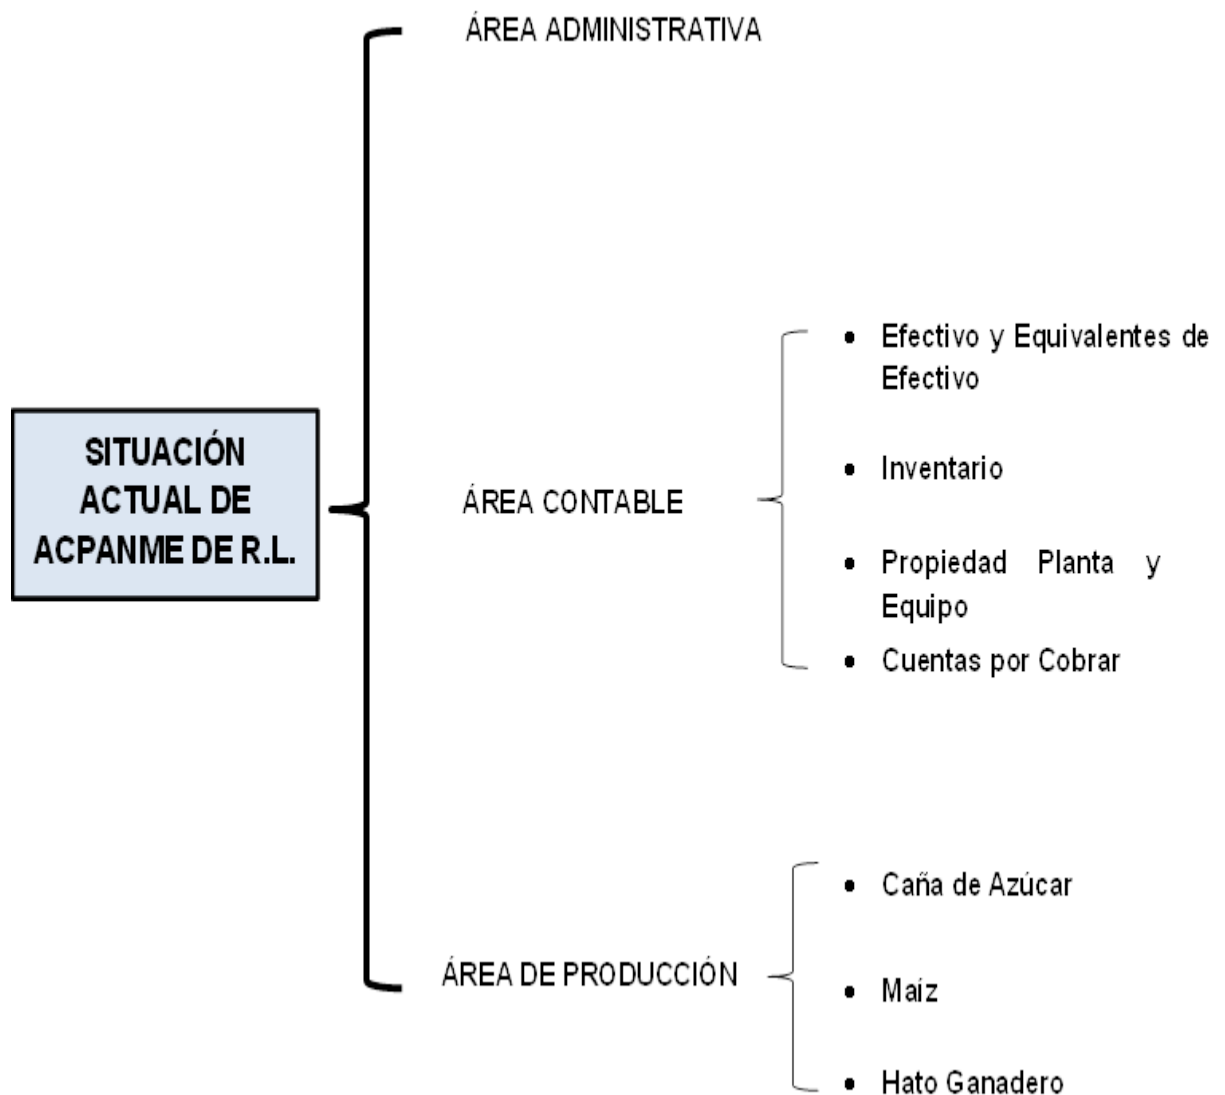 ÁREA ADMINISTRATIVA
SITUACIÓN
ACTUAL DE
ACPANME DE R.L.
ÁREA CONTABLE
• Efectivo y Equivalentes de
Efectivo
• Inventario
• Propiedad Planta y
Equipo
• Cuentas por Cobrar
ÁREA DE PRODUCCIÓN
• Caña de Azúcar
• Maíz
• Hato Ganadero